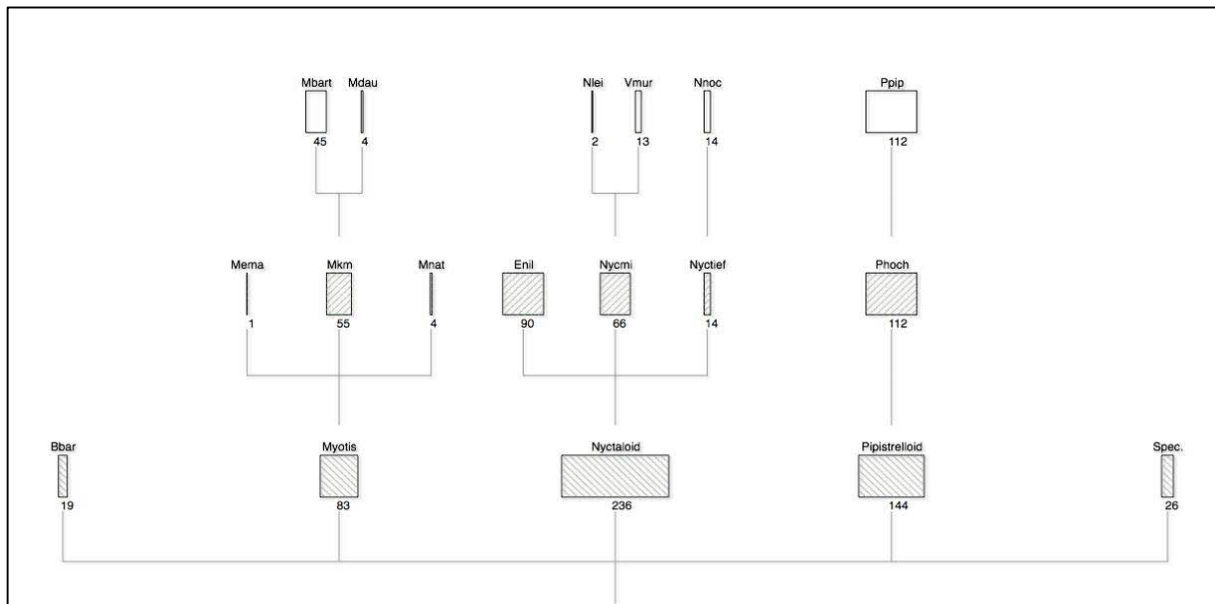 Mbart Mdau Nlei Vmur Nnoc Ppip
45 4 2 13 14 112
Mema Mkm Mnat Enil Nycmi Nyctief Phoch
1 55 4 90 66 14 112
Bbar Myotis Nyctaloid Pipistrelloid Spec.
19 83 236 144 26